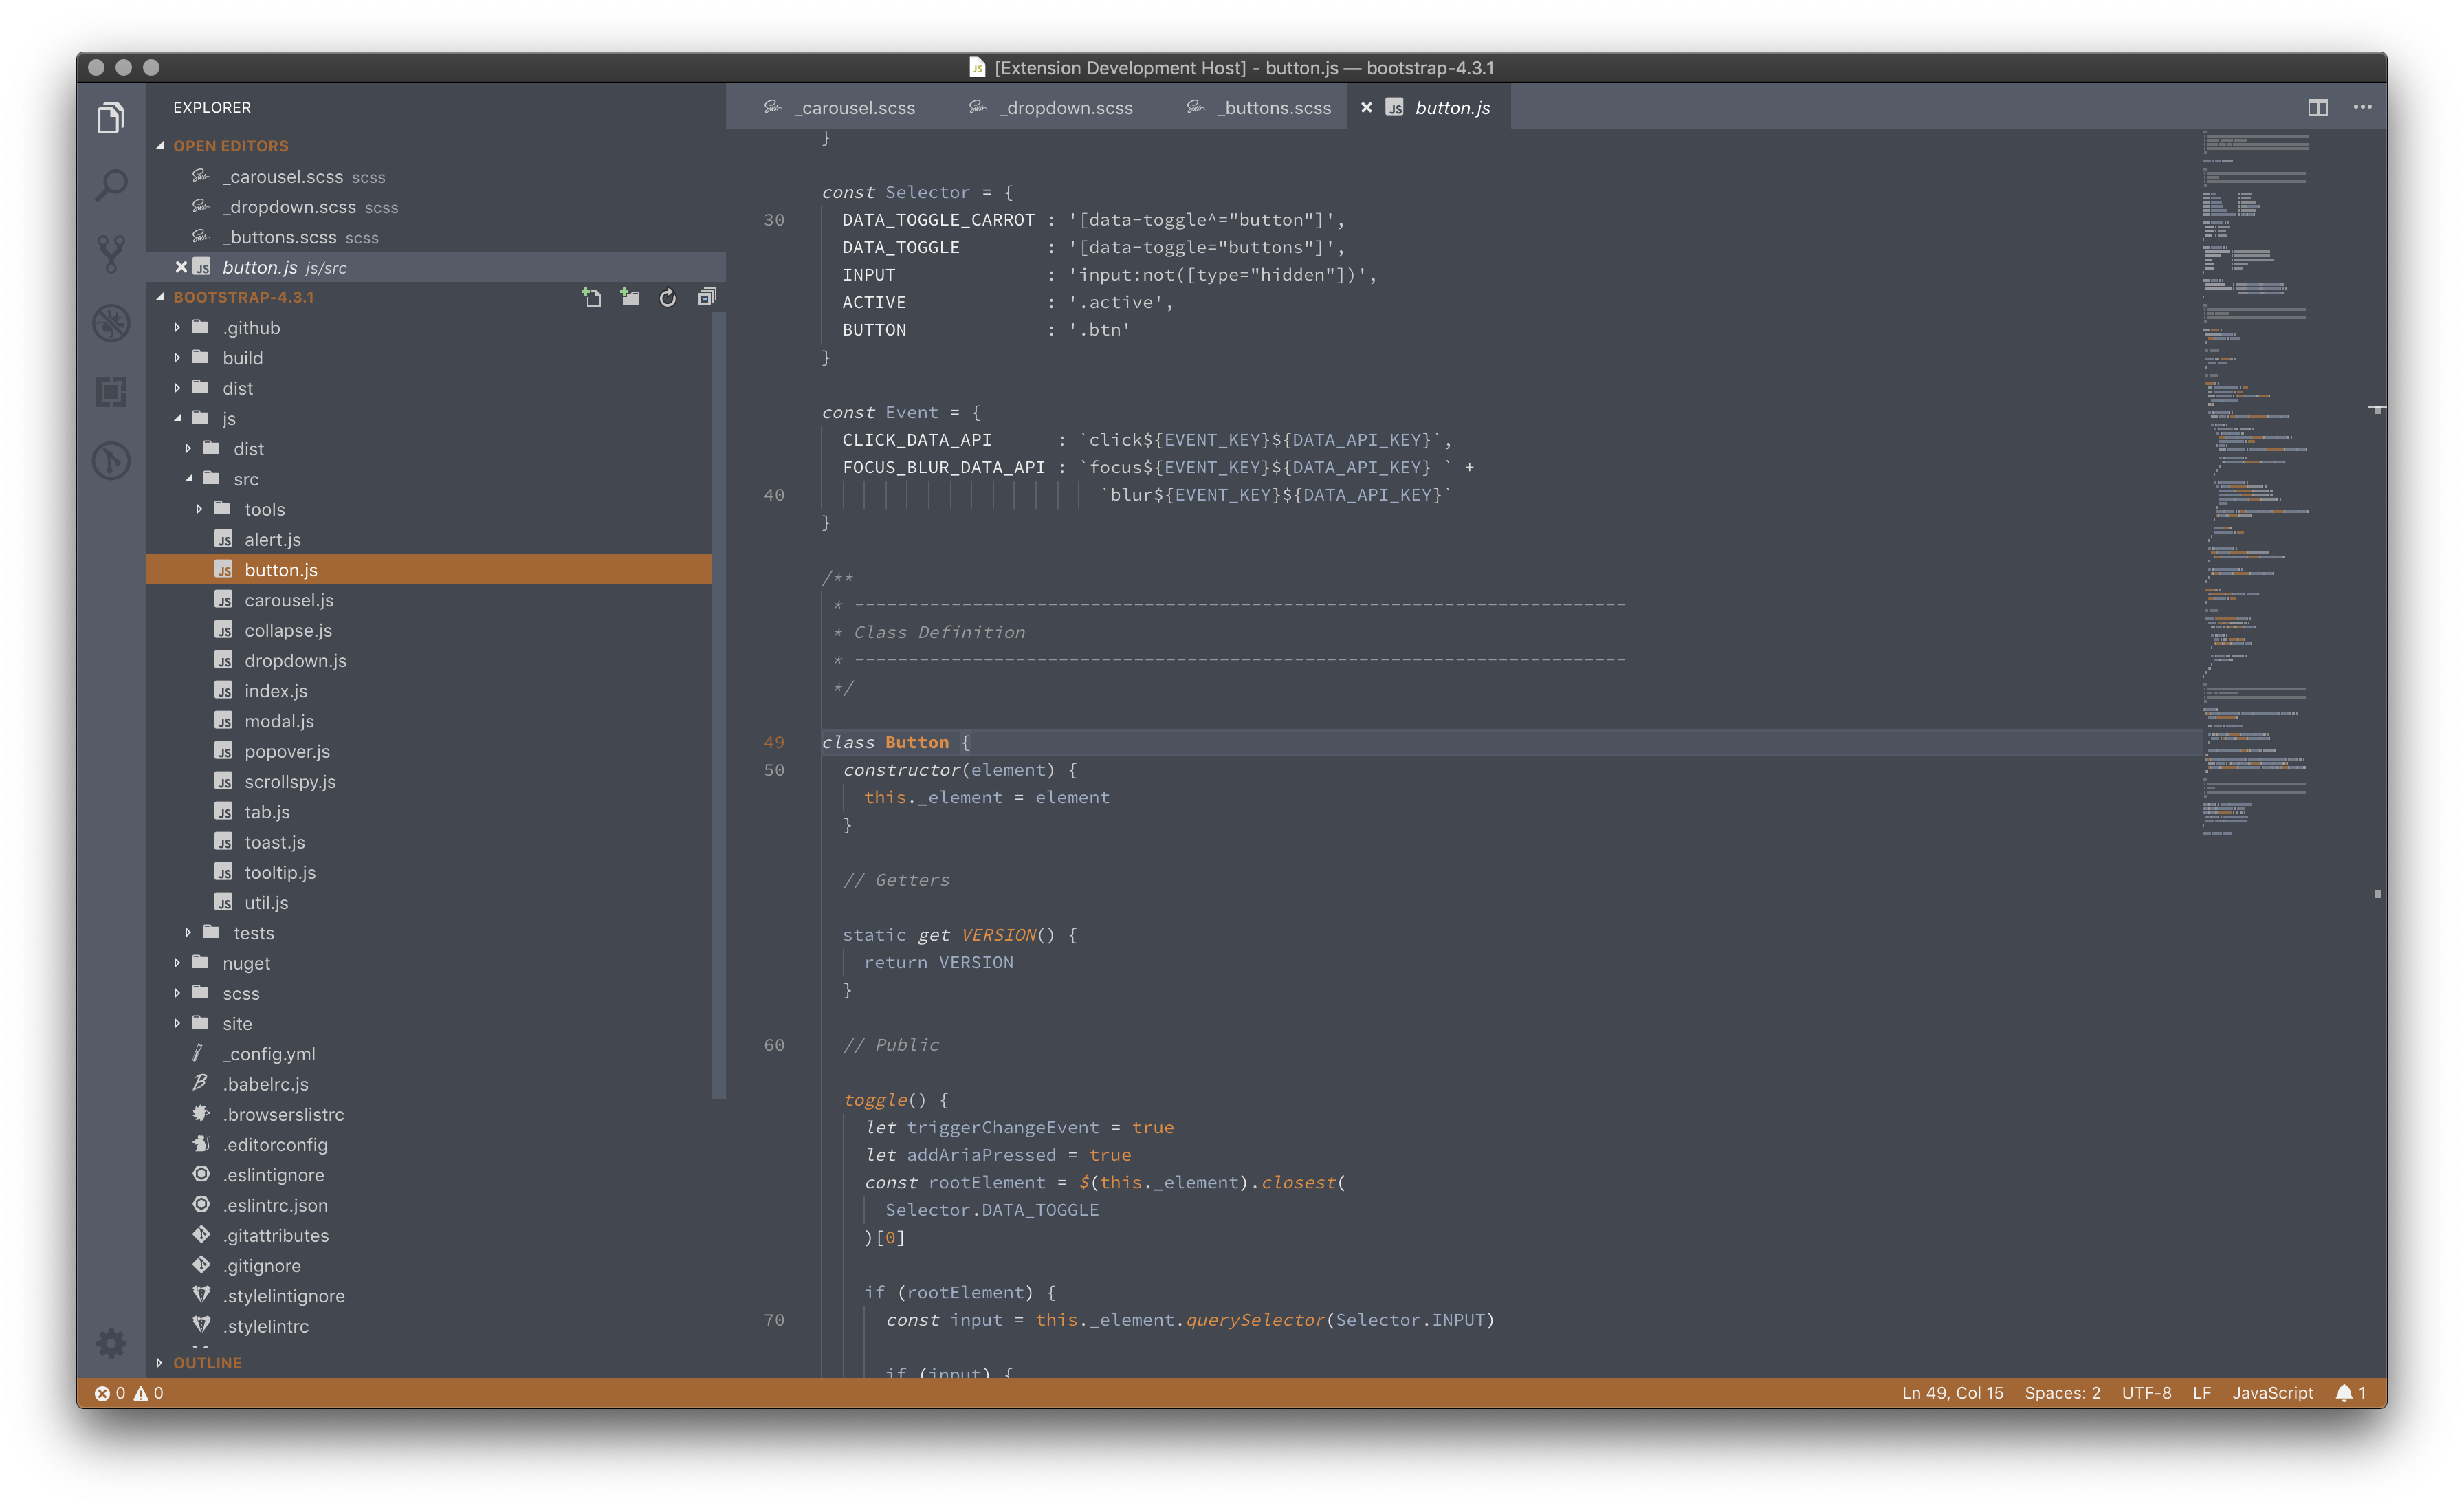 [Extension Development Host] - button.js — bootstrap-4.3.1
EXPLORER
OPEN EDITORS
_carousel.scss scss
_dropdown.scss scss
_buttons.scss scss
button.js js/src
BOOTSTRAP-4.3.1
.github
build
dist
js
dist
src
tools
alert.js
button.js
carousel.js
collapse.js
dropdown.js
index.js
modal.js
popover.js
scrollspy.js
tab.js
toast.js
tooltip.js
util.js
tests
nuget
scss
site
_config.yml
.babelrc.js
.browserslistrc
.editorconfig
.eslintignore
.eslintrc.json
.gitattributes
.gitignore
.stylelintignore
.stylelintrc
OUTLINE
_carousel.scss _dropdown.scss _buttons.scss button.js
}
const Selector = {
30 DATA_TOGGLE_CARROT : '[data-toggle^="button"]',
DATA_TOGGLE : '[data-toggle="buttons"]',
INPUT : 'input:not([type="hidden"])',
ACTIVE : '.active',
BUTTON : '.btn'
}
const Event = {
CLICK_DATA_API : `click${EVENT_KEY}${DATA_API_KEY}`,
FOCUS_BLUR_DATA_API : `focus${EVENT_KEY}${DATA_API_KEY} ` +
40 `blur${EVENT_KEY}${DATA_API_KEY}`
}
/**
* ------------------------------------------------------------------------
* Class Definition
* ------------------------------------------------------------------------
*/
49 class Button {
50 constructor(element) {
this._element = element
}
// Getters
static get VERSION() {
return VERSION
}
60 // Public
toggle() {
let triggerChangeEvent = true
let addAriaPressed = true
const rootElement = $(this._element).closest(
Selector.DATA_TOGGLE
)[0]
if (rootElement) {
70 const input = this._element.querySelector(Selector.INPUT)
if (input) {
0 0
Ln 49, Col 15 Spaces: 2 UTF-8 LF JavaScript 1